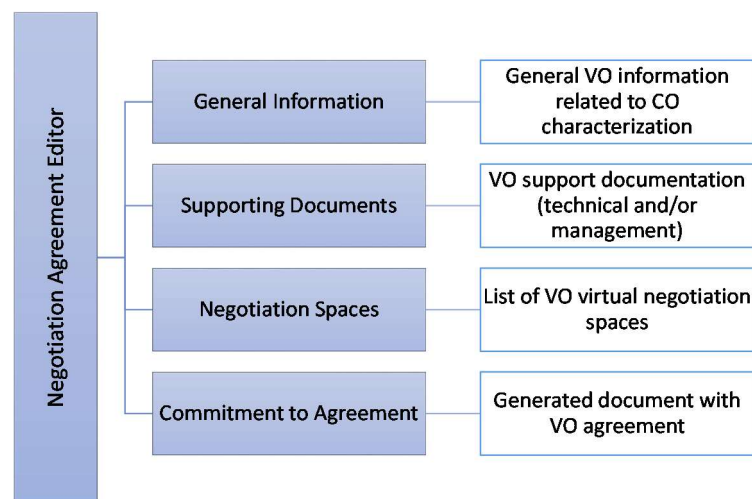 Negotiation Agreement Editor
General Information
General VO information
related to CO
characterization
Supporting Documents
VO support documentation
(technical and/or
management)
Negotiation Spaces
List of VO virtual negotiation
spaces
Commitment to Agreement
Generated document with
VO agreement